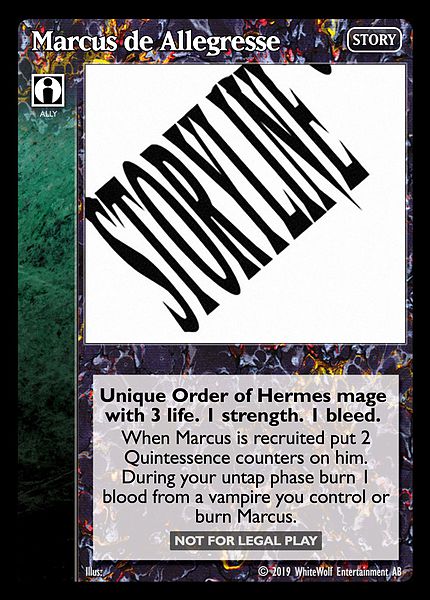 Marcus de Allegresse
STORY
ALLY
STORYLINE
Unique Order of Hermes mage
with 3 life. 1 strength. 1 bleed.
When Marcus is recruited put 2
Quintessence counters on him.
During your untap phase burn 1
blood from a vampire you control or
burn Marcus.
NOT FOR LEGAL PLAY
Illus:
© 2019 WhiteWolf Entertainment AB